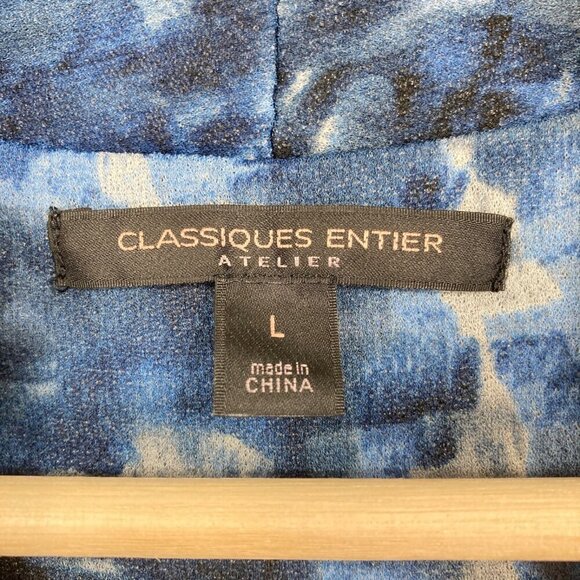 CLASSIQUES ENTIER
ATELIER
L
made in
CHINA